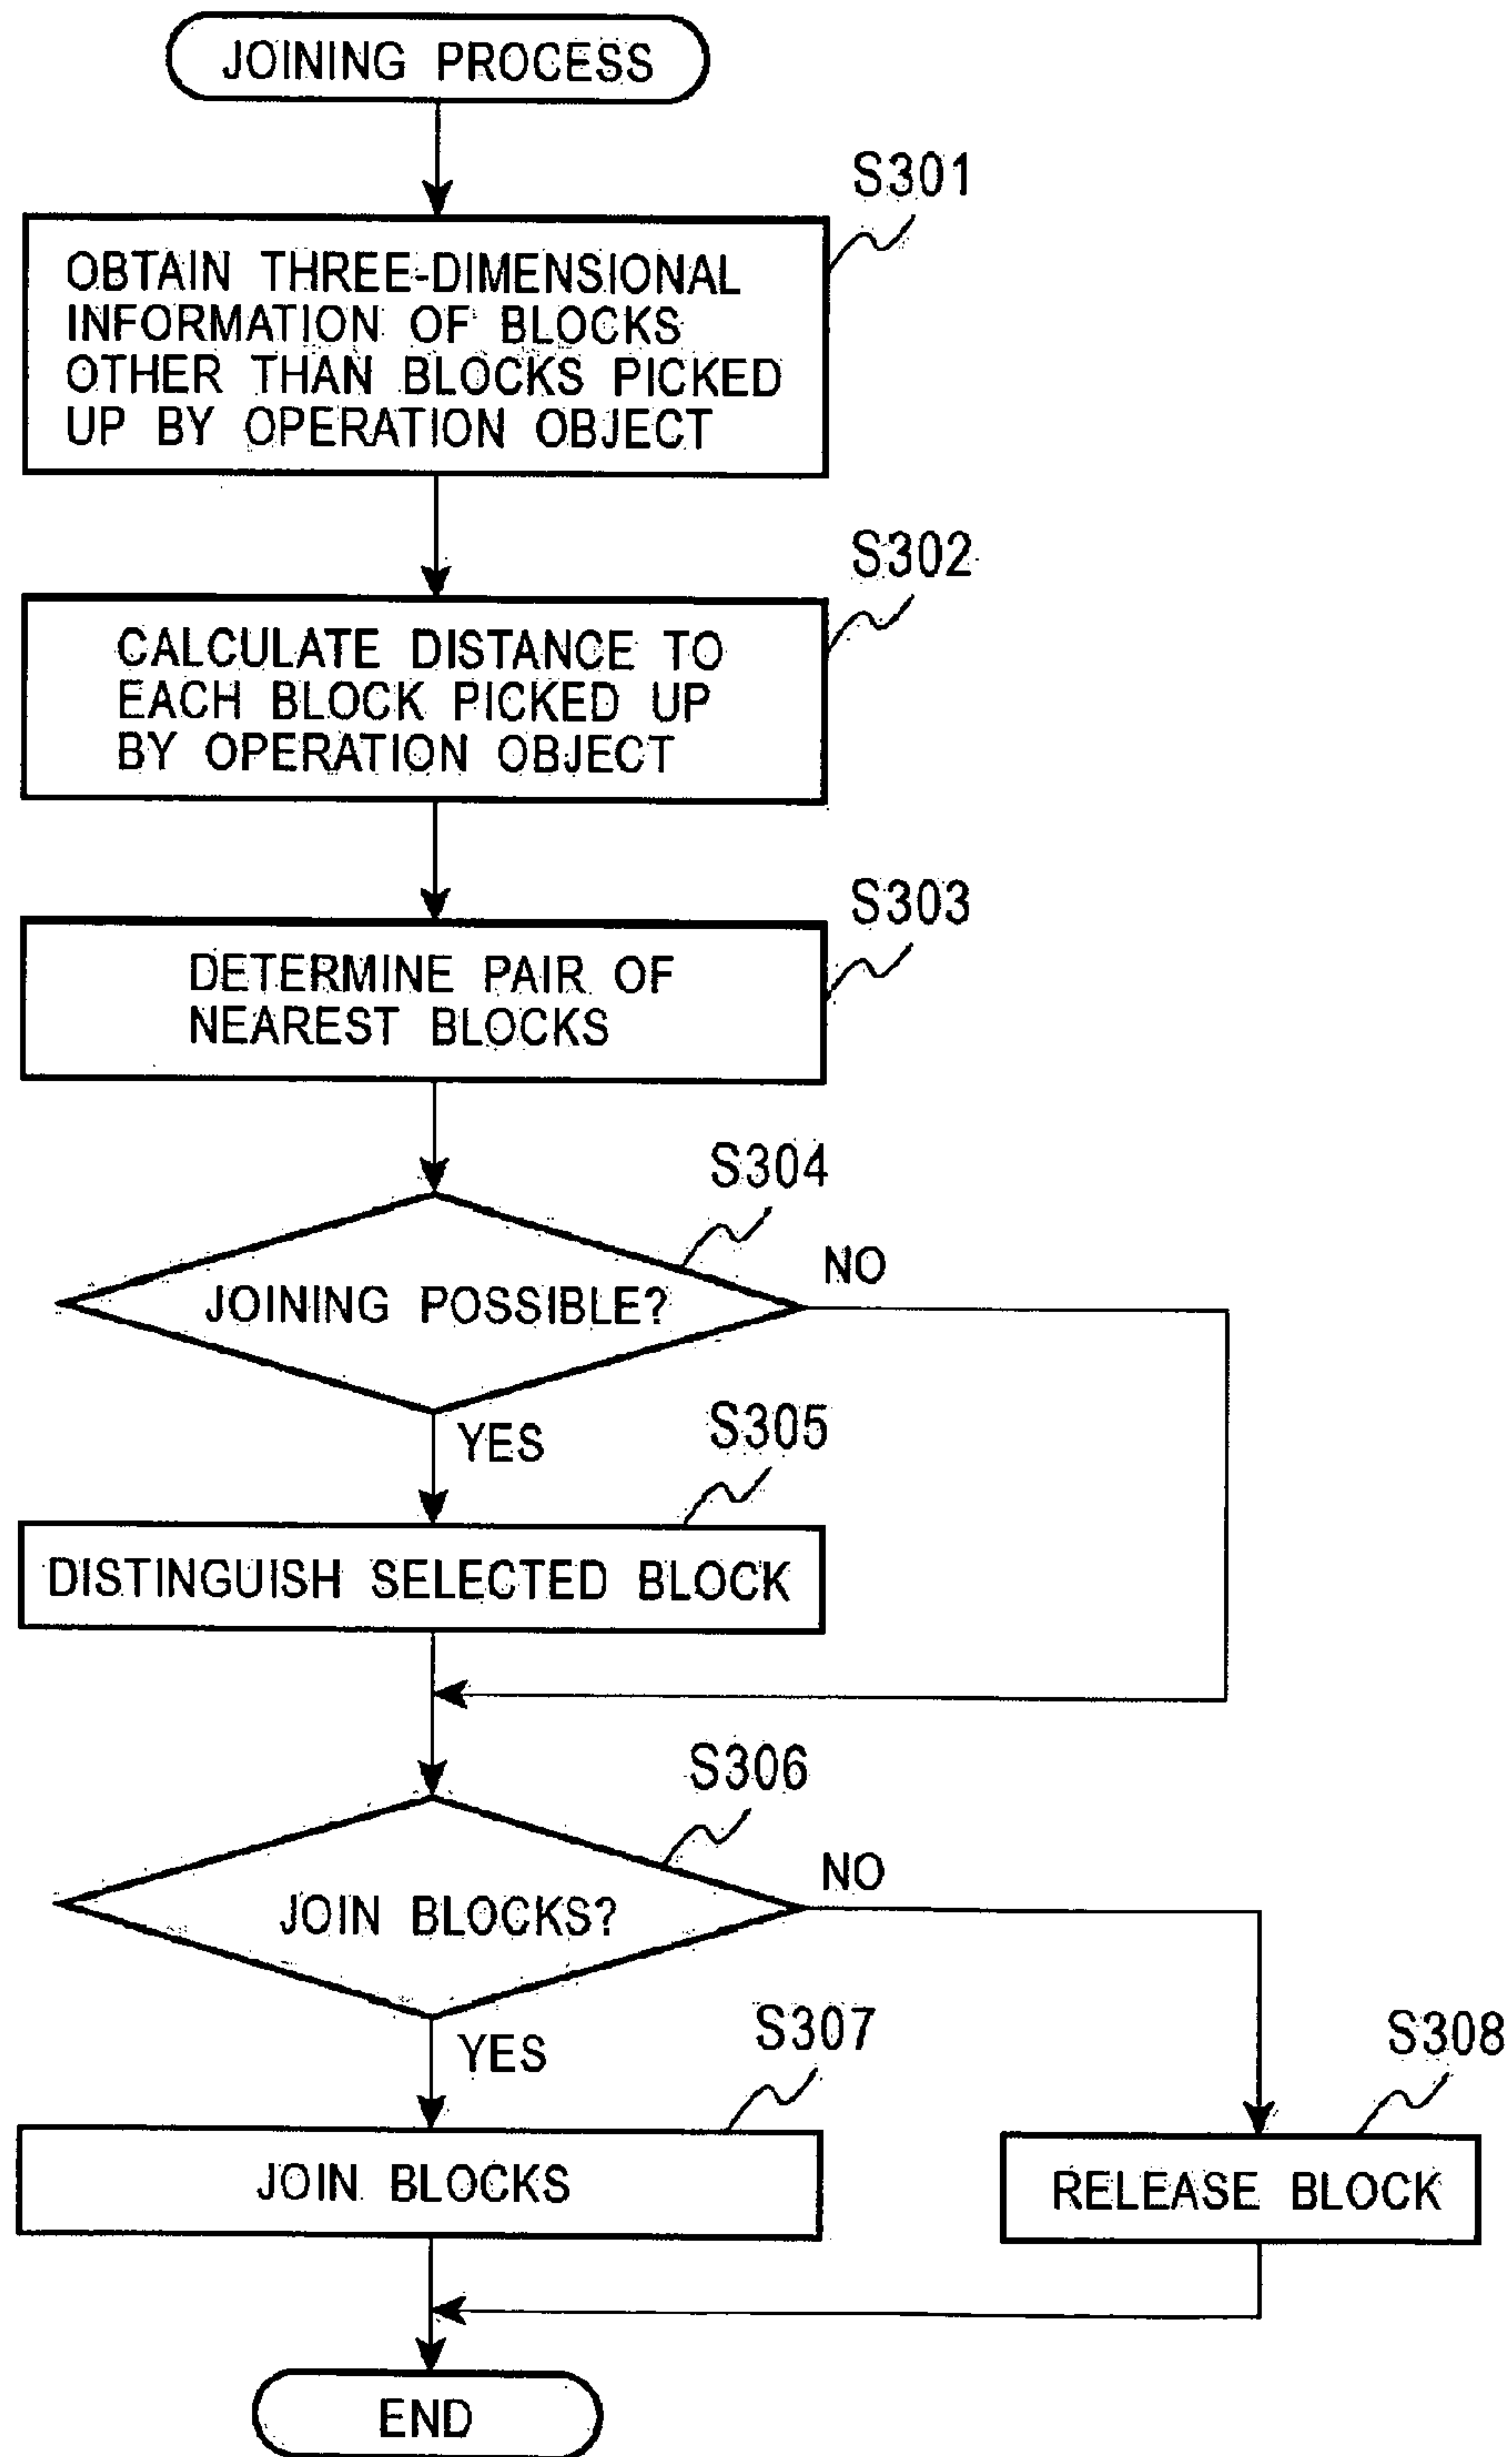 JOINING PROCESS
S301
OBTAIN THREE-DIMENSIONAL
INFORMATION OF BLOCKS
OTHER THAN BLOCKS PICKED
UP BY OPERATION OBJECT
S302
CALCULATE DISTANCE TO
EACH BLOCK PICKED UP
BY OPERATION OBJECT
S303
DETERMINE PAIR OF
NEAREST BLOCKS
S304
NO
JOINING POSSIBLE?
YES
S305
DISTINGUISH SELECTED BLOCK
S306
NO
JOIN BLOCKS?
YES
S307
S308
JOIN BLOCKS
RELEASE BLOCK
END